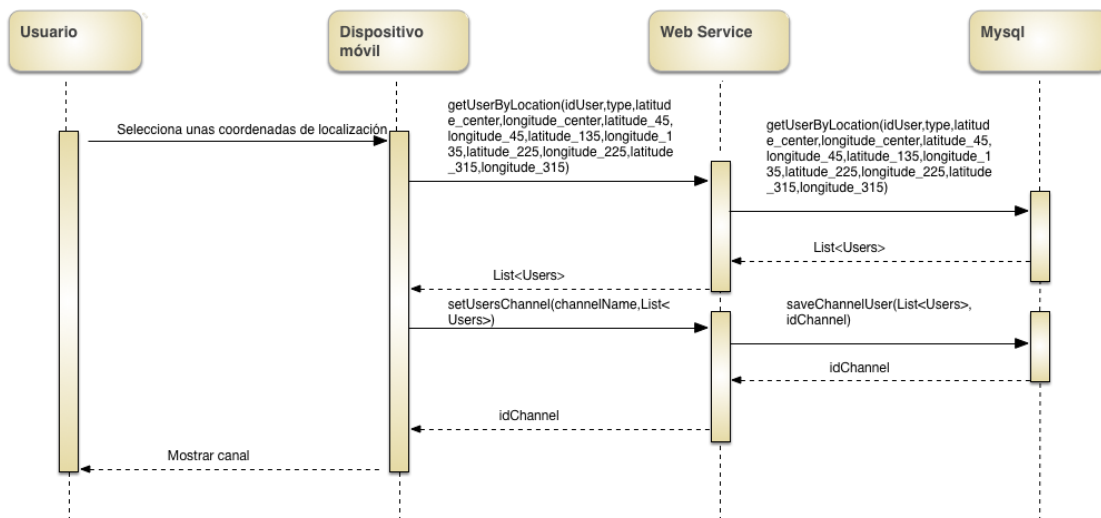 Usuario
Dispositivo
móvil
Web Service
Mysql
Selecciona unas coordenadas de localización
getUserByLocation(idUser,type,latitud
e_center,longitude_center,latitude_45,
longitude_45,latitude_135,longitude_1
35,latitude_225,longitude_225,latitude
_315,longitude_315)
getUserByLocation(idUser,type,latitud
e_center,longitude_center,latitude_45,
longitude_45,latitude_135,longitude_1
35,latitude_225,longitude_225,latitude
_315,longitude_315)
List<Users>
List<Users>
setUsersChannel(channelName,List<
Users>)
saveChannelUser(List<Users>,
idChannel)
idChannel
idChannel
Mostrar canal